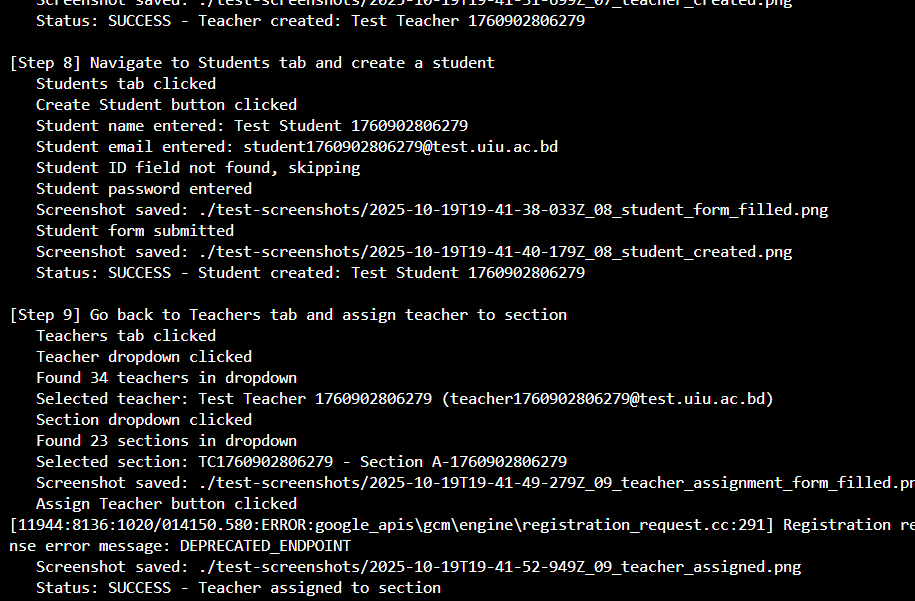 Screenshot saved: ./test-screenshots/2025-10-19T19-41-31-699Z_07_teacher_created.png
Status: SUCCESS - Teacher created: Test Teacher 1760902806279
[Step 8] Navigate to Students tab and create a student
Students tab clicked
Create Student button clicked
Student name entered: Test Student 1760902806279
Student email entered: student1760902806279@test.uiu.ac.bd
Student ID field not found, skipping
Student password entered
Screenshot saved: ./test-screenshots/2025-10-19T19-41-38-033Z_08_student_form_filled.png
Student form submitted
Screenshot saved: ./test-screenshots/2025-10-19T19-41-40-179Z_08_student_created.png
Status: SUCCESS - Student created: Test Student 1760902806279
[Step 9] Go back to Teachers tab and assign teacher to section
Teachers tab clicked
Teacher dropdown clicked
Found 34 teachers in dropdown
Selected teacher: Test Teacher 1760902806279 (teacher1760902806279@test.uiu.ac.bd)
Section dropdown clicked
Found 23 sections in dropdown
Selected section: TC1760902806279 - Section A-1760902806279
Screenshot saved: ./test-screenshots/2025-10-19T19-41-49-279Z_09_teacher_assignment_form_filled.pn
Assign Teacher button clicked
[11944:8136:1020/014150.580:ERROR:google_apis\gcm\engine\registration_request.cc:291] Registration re
nse error message: DEPRECATED_ENDPOINT
Screenshot saved: ./test-screenshots/2025-10-19T19-41-52-949Z_09_teacher_assigned.png
Status: SUCCESS - Teacher assigned to section